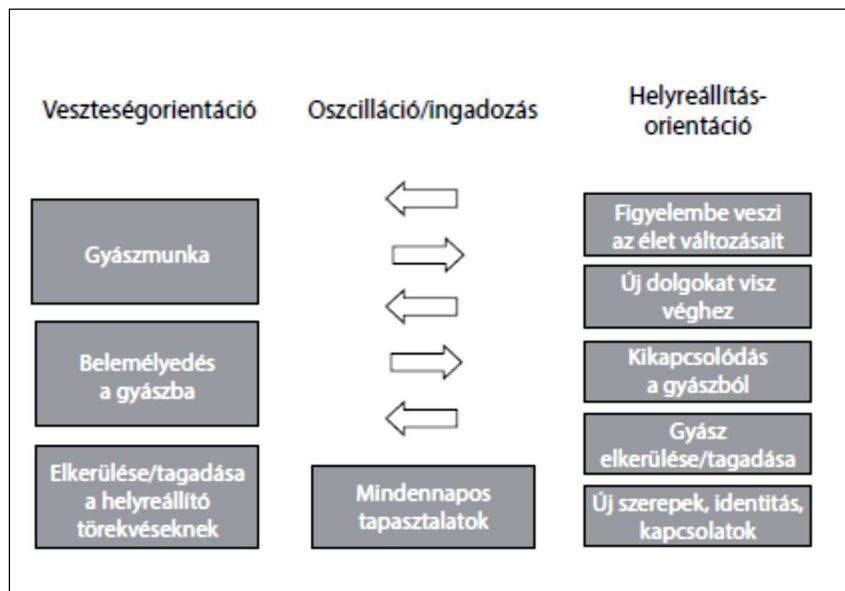 Veszteségorientáció
Oszcilláció/ingadozás
Helyreállítás-
orientáció
Gyászmunka
Belemélyedés
a gyászba
Elkerülése/tagadása
a helyreállító
törekvéseknek
Mindennapos
tapasztalatok
Figyelembe veszi
az élet változásait
Új dolgokat visz
véghez
Kikapcsolódás
a gyászból
Gyász
elkerülése/tagadása
Új szerepek, identitás,
kapcsolatok